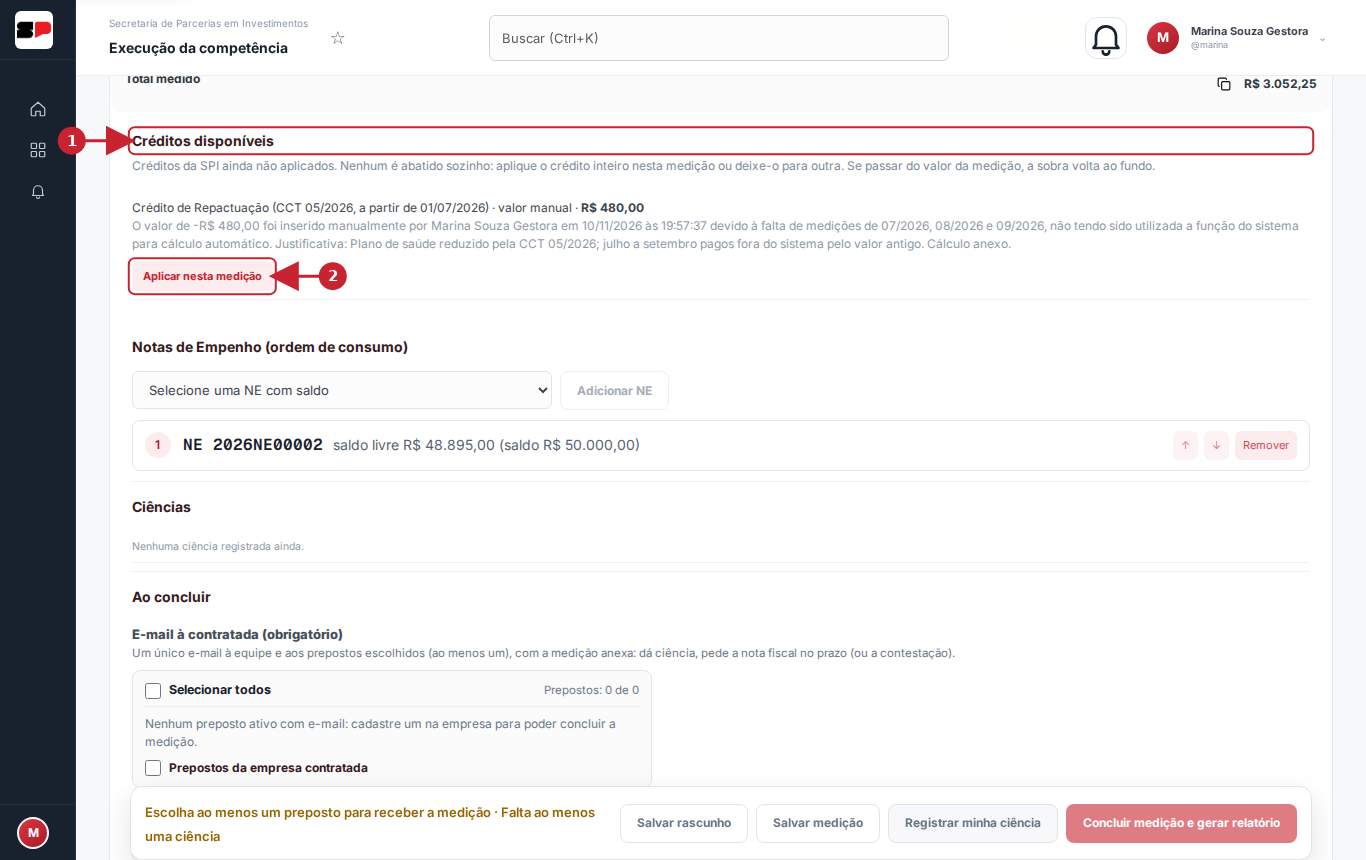 SP
Secretaria de Parcerias em Investimentos
Execução da competência
Buscar (Ctrl+K)
M
Marina Souza Gestora
@marina
Total medido
R$ 3.052,25
1
Créditos disponíveis
Créditos da SPI ainda não aplicados. Nenhum é abatido sozinho: aplique o crédito inteiro nesta medição ou deixe-o para outra. Se passar do valor da medição, a sobra volta ao fundo.
Crédito de Repactuação (CCT 05/2026, a partir de 01/07/2026) · valor manual · R$ 480,00
O valor de -R$ 480,00 foi inserido manualmente por Marina Souza Gestora em 10/11/2026 às 19:57:37 devido à falta de medições de 07/2026, 08/2026 e 09/2026, não tendo sido utilizada a função do sistema
para cálculo automático. Justificativa: Plano de saúde reduzido pela CCT 05/2026; julho a setembro pagos fora do sistema pelo valor antigo. Cálculo anexo.
Aplicar nesta medição
2
Notas de Empenho (ordem de consumo)
Selecione uma NE com saldo
Adicionar NE
1 NE 2026NE00002 saldo livre R$ 48.895,00 (saldo R$ 50.000,00) ↑ ↓ Remover
Ciências
Nenhuma ciência registrada ainda.
Ao concluir
E-mail à contratada (obrigatório)
Um único e-mail à equipe e aos prepostos escolhidos (ao menos um), com a medição anexa: dá ciência, pede a nota fiscal no prazo (ou a contestação).
Selecionar todos
Prepostos: 0 de 0
Nenhum preposto ativo com e-mail: cadastre um na empresa para poder concluir a
medição.
Prepostos da empresa contratada
Escolha ao menos um preposto para receber a medição · Falta ao menos
uma ciência
Salvar rascunho
Salvar medição
Registrar minha ciência
Concluir medição e gerar relatório
M